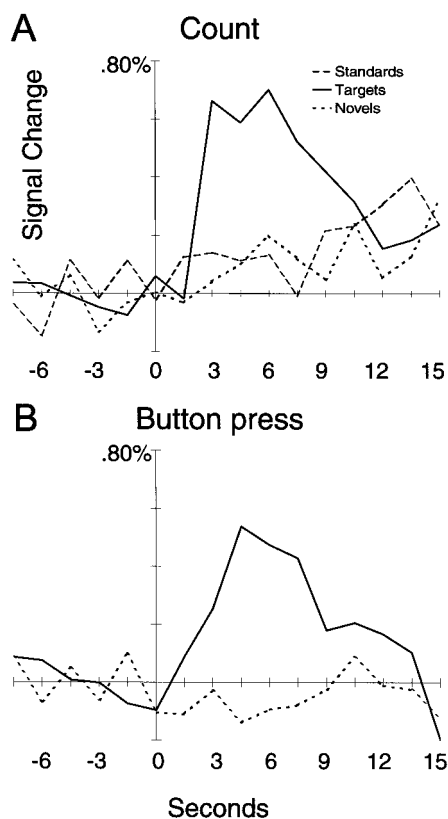 A
Count
.80%
Signal Change
Standards
Targets
Novels
-6 -3 0 3 6 9 12 15
B
Button press
.80%
-6 -3 0 3 6 9 12 15
Seconds